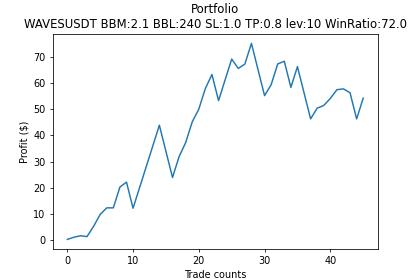 Portfolio
WAVESUSDT BBM:2.1 BBL:240 SL:1.0 TP:0.8 lev:10 WinRatio:72.0
70
60
50
40
30
20
10
0
Profit ($)
0 10 20 30 40
Trade counts